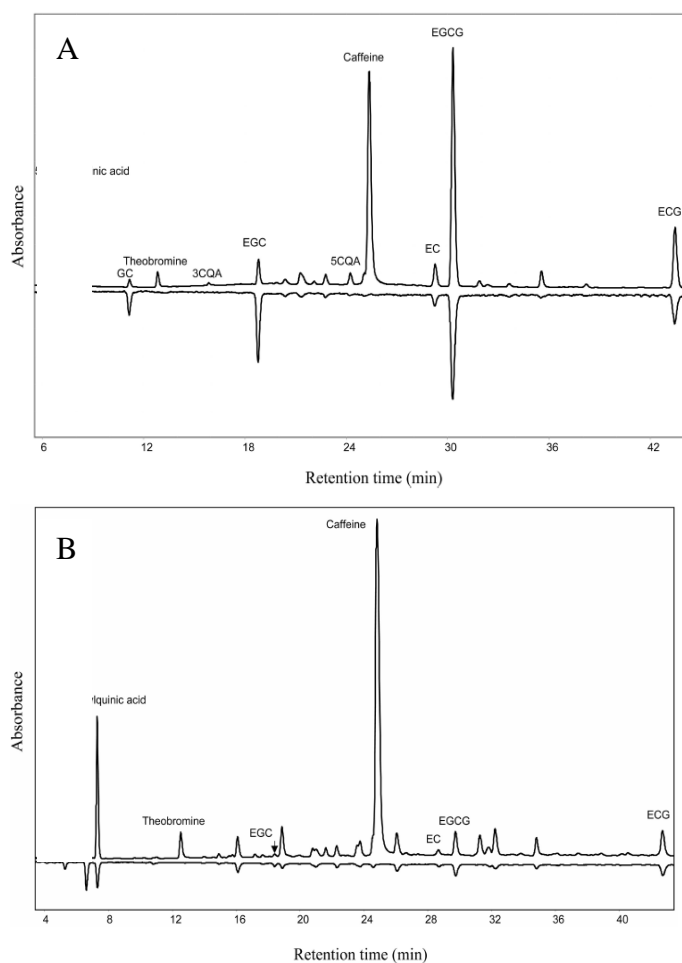 A
EGCG
Caffeine
nic acid
Absorbance
EGC
5CQA
EC
ECG
Theobromine
GC
3CQA
6 12 18 24 30 36 42
Retention time (min)
B
Caffeine
ylquinic acid
Absorbance
Theobromine
EGC
EGCG
EC
ECG
4 8 12 16 20 24 28 32 36 40
Retention time (min)